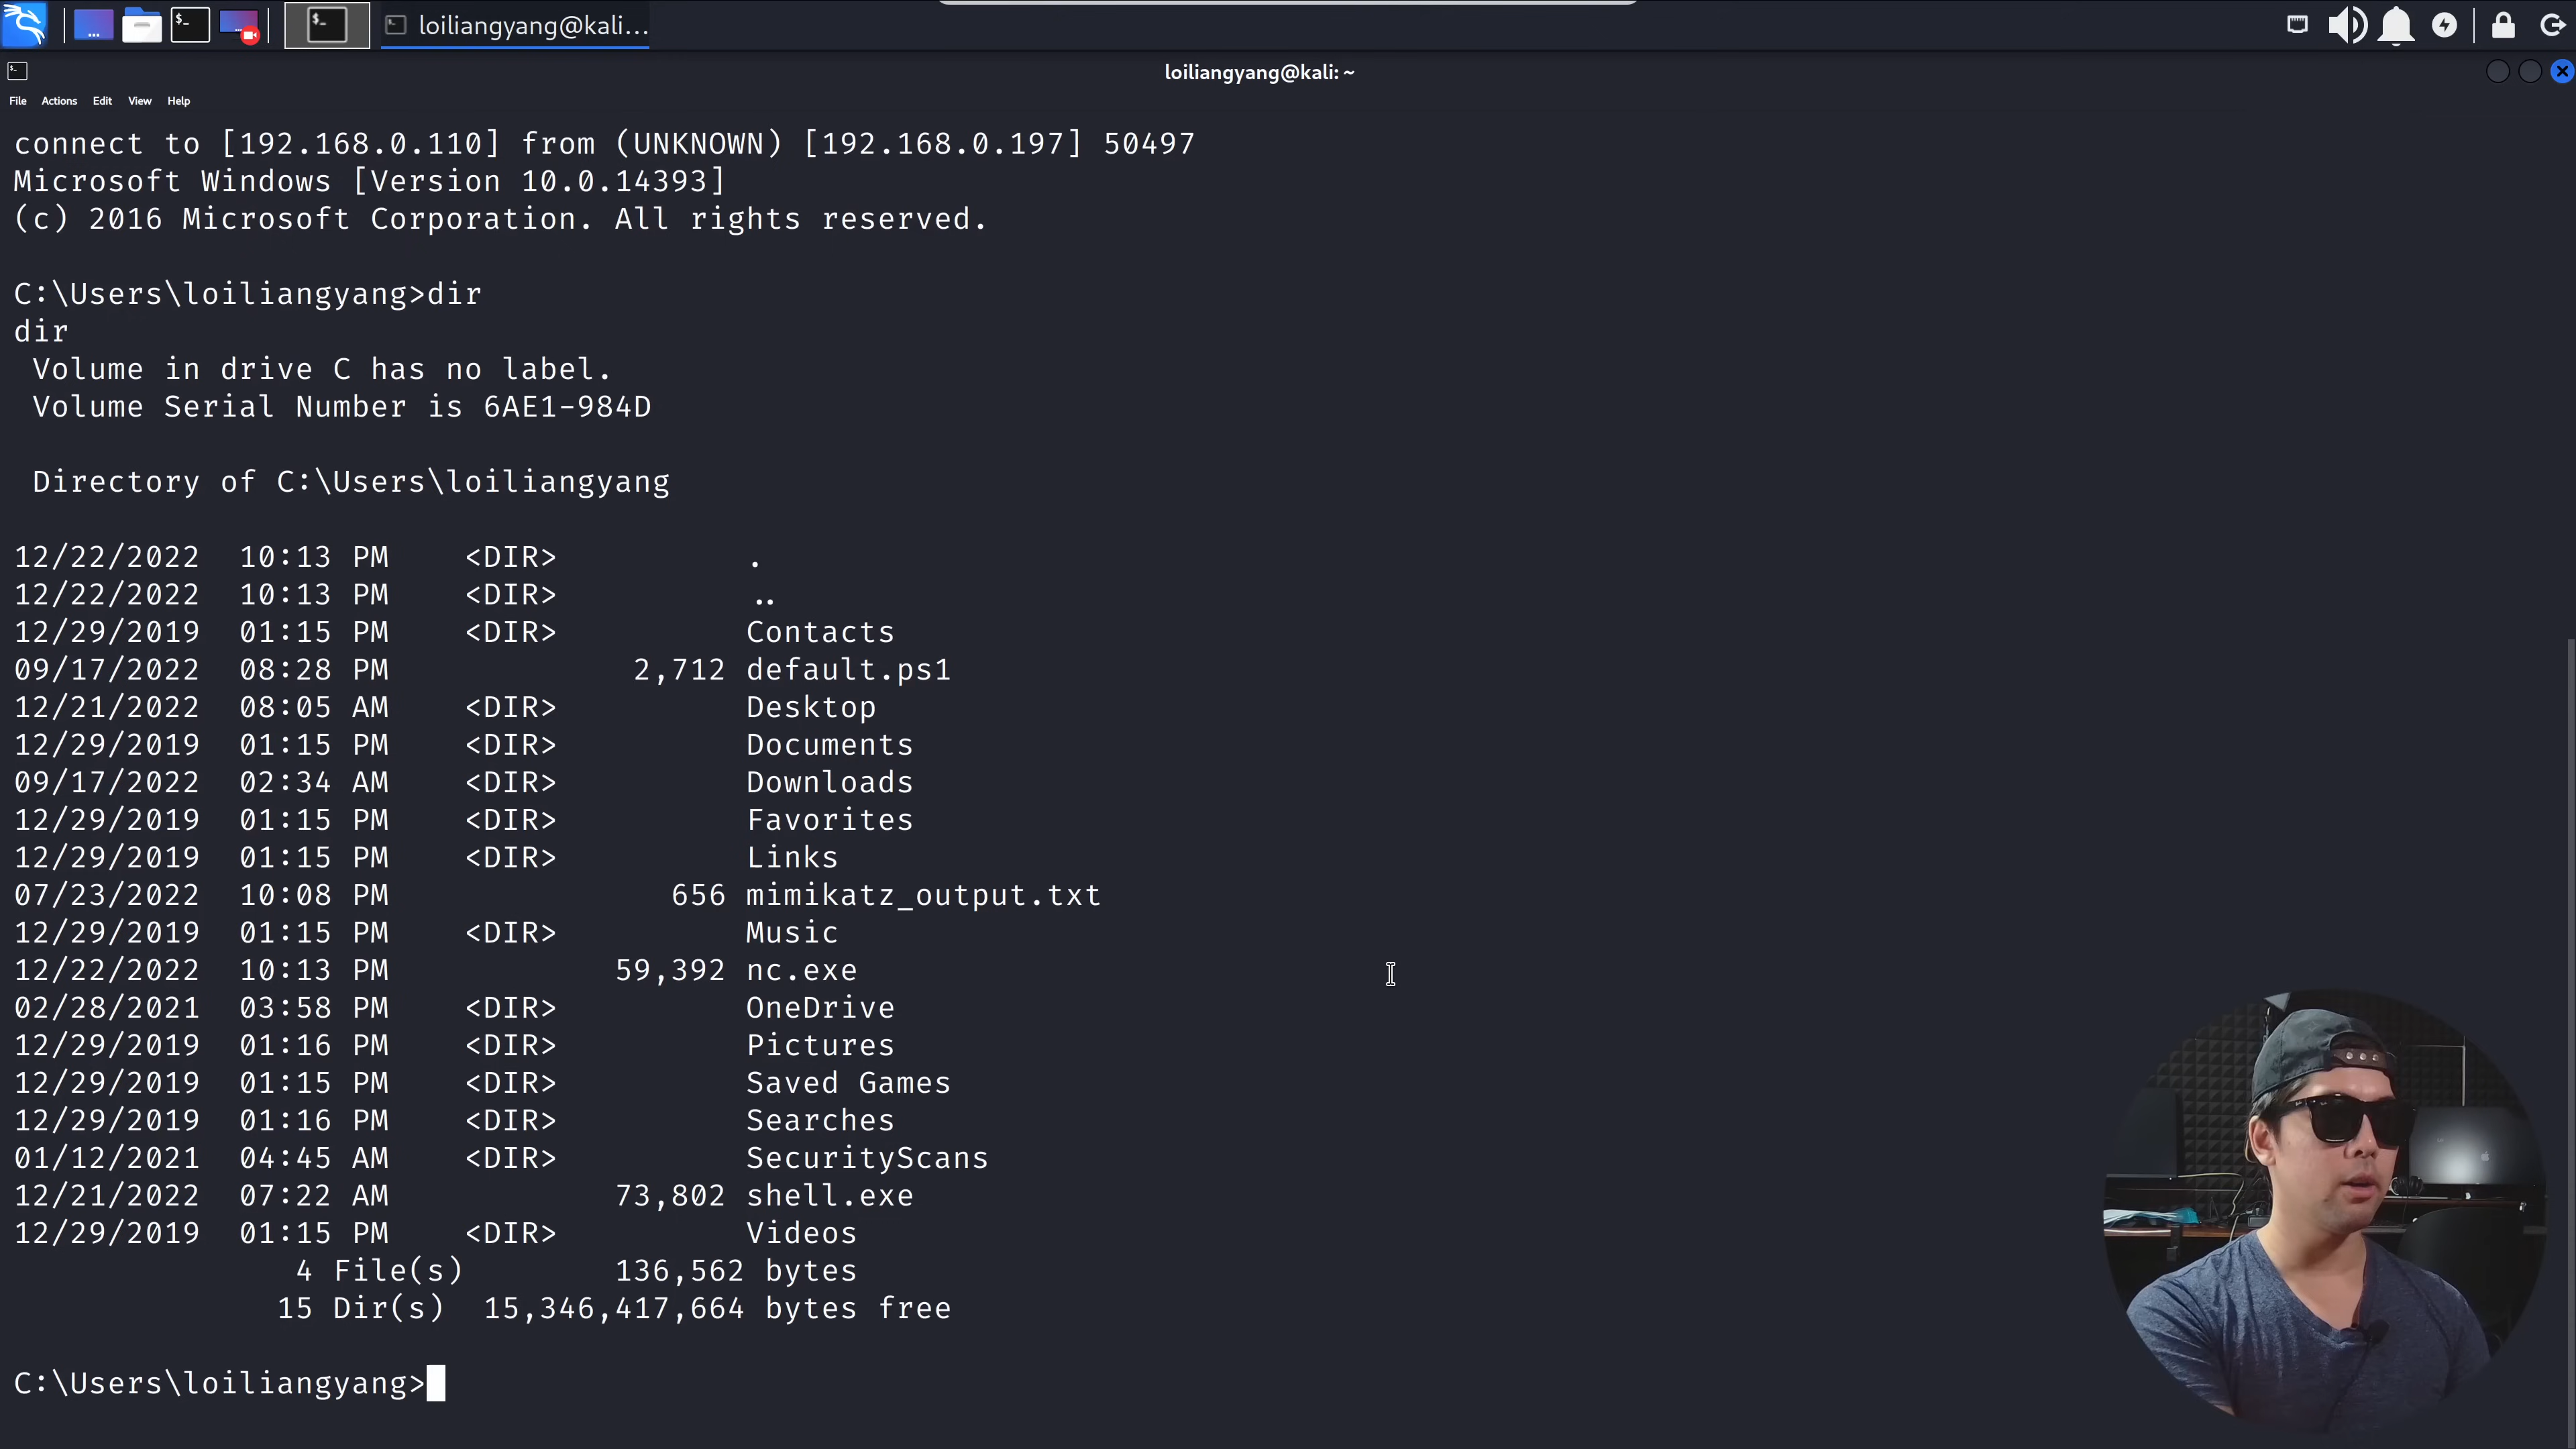 loiliangyang@kali...
loiliangyang@kali: ~
File Actions Edit View Help
connect to [192.168.0.110] from (UNKNOWN) [192.168.0.197] 50497
Microsoft Windows [Version 10.0.14393]
(c) 2016 Microsoft Corporation. All rights reserved.
C:\Users\loiliangyang>dir
dir
Volume in drive C has no label.
Volume Serial Number is 6AE1-984D
Directory of C:\Users\loiliangyang
12/22/2022 10:13 PM <DIR> .
12/22/2022 10:13 PM <DIR> ..
12/29/2019 01:15 PM <DIR> Contacts
09/17/2022 08:28 PM 2,712 default.ps1
12/21/2022 08:05 AM <DIR> Desktop
12/29/2019 01:15 PM <DIR> Documents
09/17/2022 02:34 AM <DIR> Downloads
12/29/2019 01:15 PM <DIR> Favorites
12/29/2019 01:15 PM <DIR> Links
07/23/2022 10:08 PM 656 mimikatz_output.txt
12/29/2019 01:15 PM <DIR> Music
12/22/2022 10:13 PM 59,392 nc.exe
02/28/2021 03:58 PM <DIR> OneDrive
12/29/2019 01:16 PM <DIR> Pictures
12/29/2019 01:15 PM <DIR> Saved Games
12/29/2019 01:16 PM <DIR> Searches
01/12/2021 04:45 AM <DIR> SecurityScans
12/21/2022 07:22 AM 73,802 shell.exe
12/29/2019 01:15 PM <DIR> Videos
4 File(s) 136,562 bytes
15 Dir(s) 15,346,417,664 bytes free
C:\Users\loiliangyang>